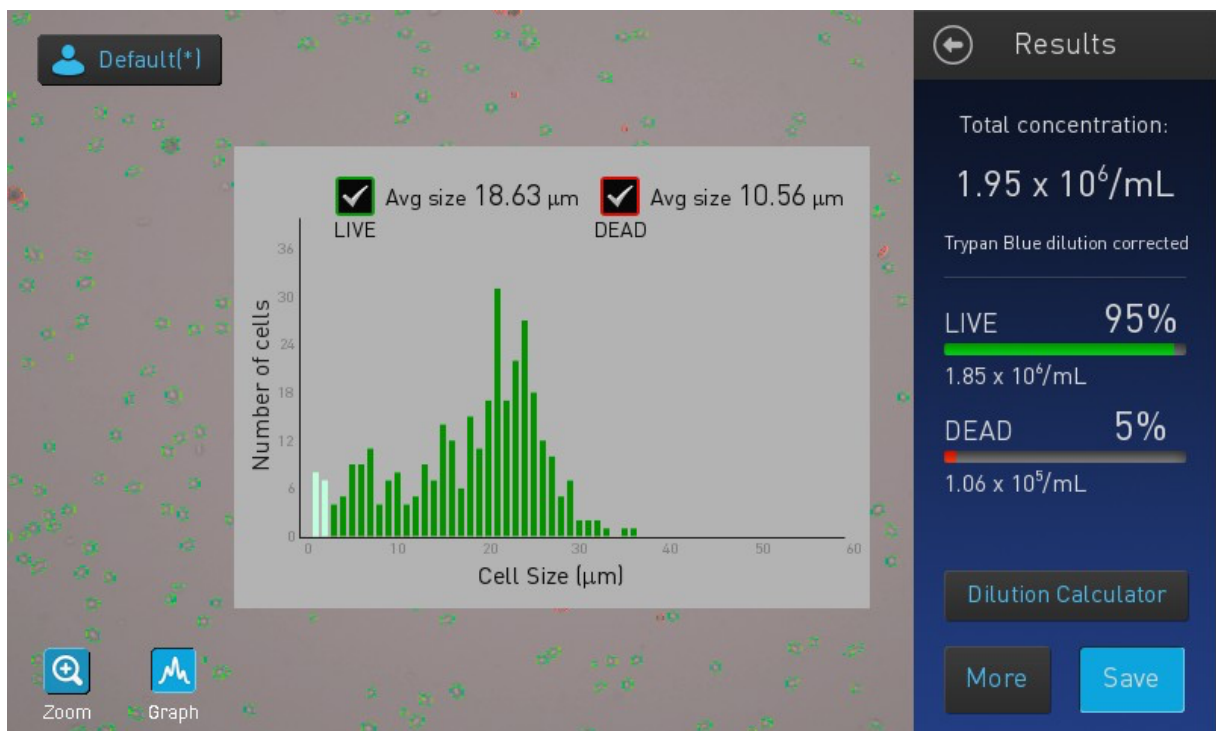 Default(*)
Avg size 18.63 µm
LIVE
Avg size 10.56 µm
DEAD
Number of cells
36
30
24
18
12
6
0
0 10 20 30 40 50 60
Cell Size (µm)
Zoom
Graph
Results
Total concentration:
1.95 x 10⁶/mL
Trypan Blue dilution corrected
LIVE 95%
1.85 x 10⁶/mL
DEAD 5%
1.06 x 10⁵/mL
Dilution Calculator
More
Save